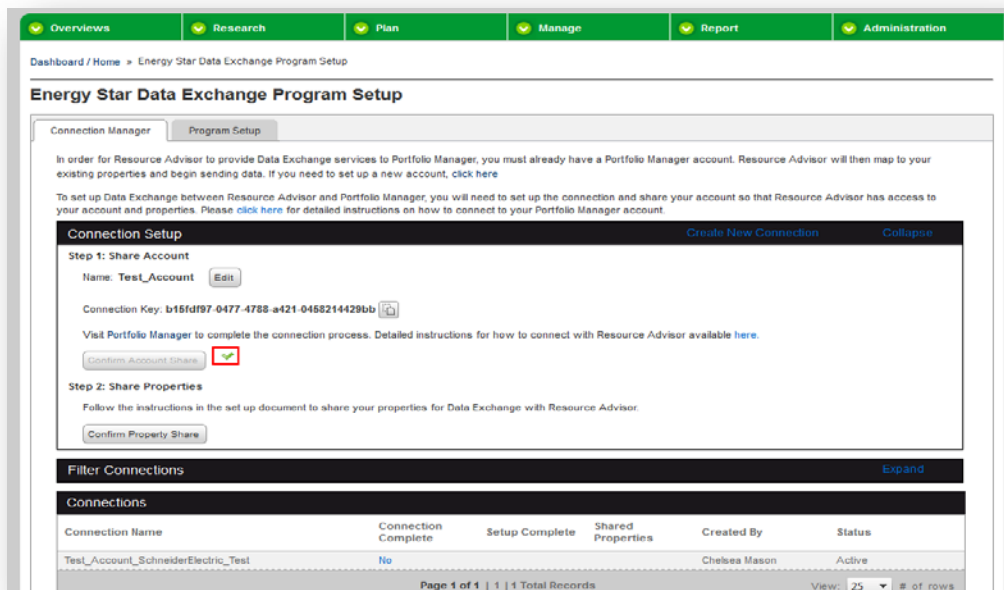 Overviews Research Plan Manage Report Administration
Dashboard / Home » Energy Star Data Exchange Program Setup
Energy Star Data Exchange Program Setup
Connection Manager Program Setup
In order for Resource Advisor to provide Data Exchange services to Portfolio Manager, you must already have a Portfolio Manager account. Resource Advisor will then map to your
existing properties and begin sending data. If you need to set up a new account, click here
To set up Data Exchange between Resource Advisor and Portfolio Manager, you will need to set up the connection and share your account so that Resource Advisor has access to
your account and properties. Please click here for detailed instructions on how to connect to your Portfolio Manager account.
Connection Setup Create New Connection Collapse
Step 1: Share Account
Name: Test_Account Edit
Connection Key: b15fdf97-0477-4788-a421-0458214429bb
Visit Portfolio Manager to complete the connection process. Detailed instructions for how to connect with Resource Advisor available here.
Confirm Account Share
Step 2: Share Properties
Follow the instructions in the set up document to share your properties for Data Exchange with Resource Advisor.
Confirm Property Share
Filter Connections Expand
Connections
Connection Name Connection Complete Setup Complete Shared Properties Created By Status
Test_Account_SchneiderElectric_Test No Chelsea Mason Active
Page 1 of 1 | 1 | 1 Total Records View: 25 # of rows